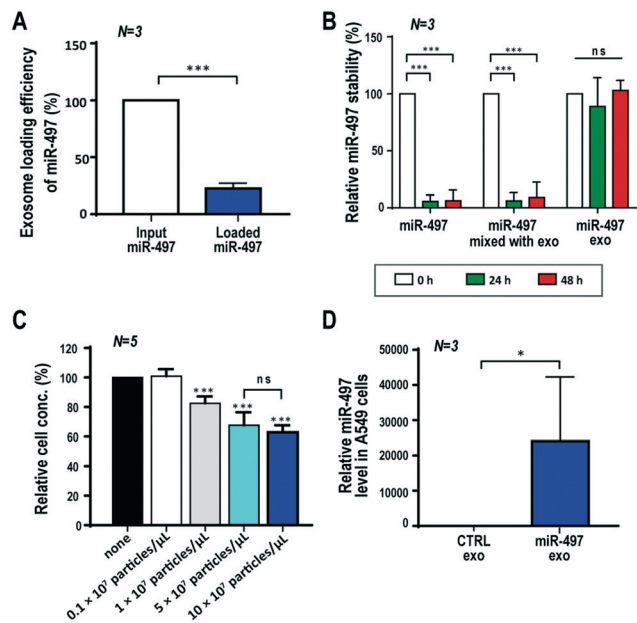 A
N=3
Exosome loading efficiency
of miR-497 (%)
150
100
50
0
***
Input
miR-497
Loaded
miR-497
B
N=3
Relative miR-497 stability (%)
150
100
50
0
***
***
***
***
ns
miR-497
miR-497
mixed with exo
miR-497
exo
0 h
24 h
48 h
C
N=5
Relative cell conc. (%)
120
100
80
60
40
20
0
***
***
ns
***
none
0.1 × 10⁷ particles/µL
1 × 10⁷ particles/µL
5 × 10⁷ particles/µL
10 × 10⁷ particles/µL
D
N=3
Relative miR-497
level in A549 cells
50000
40000
30000
20000
10000
0
*
CTRL
exo
miR-497
exo